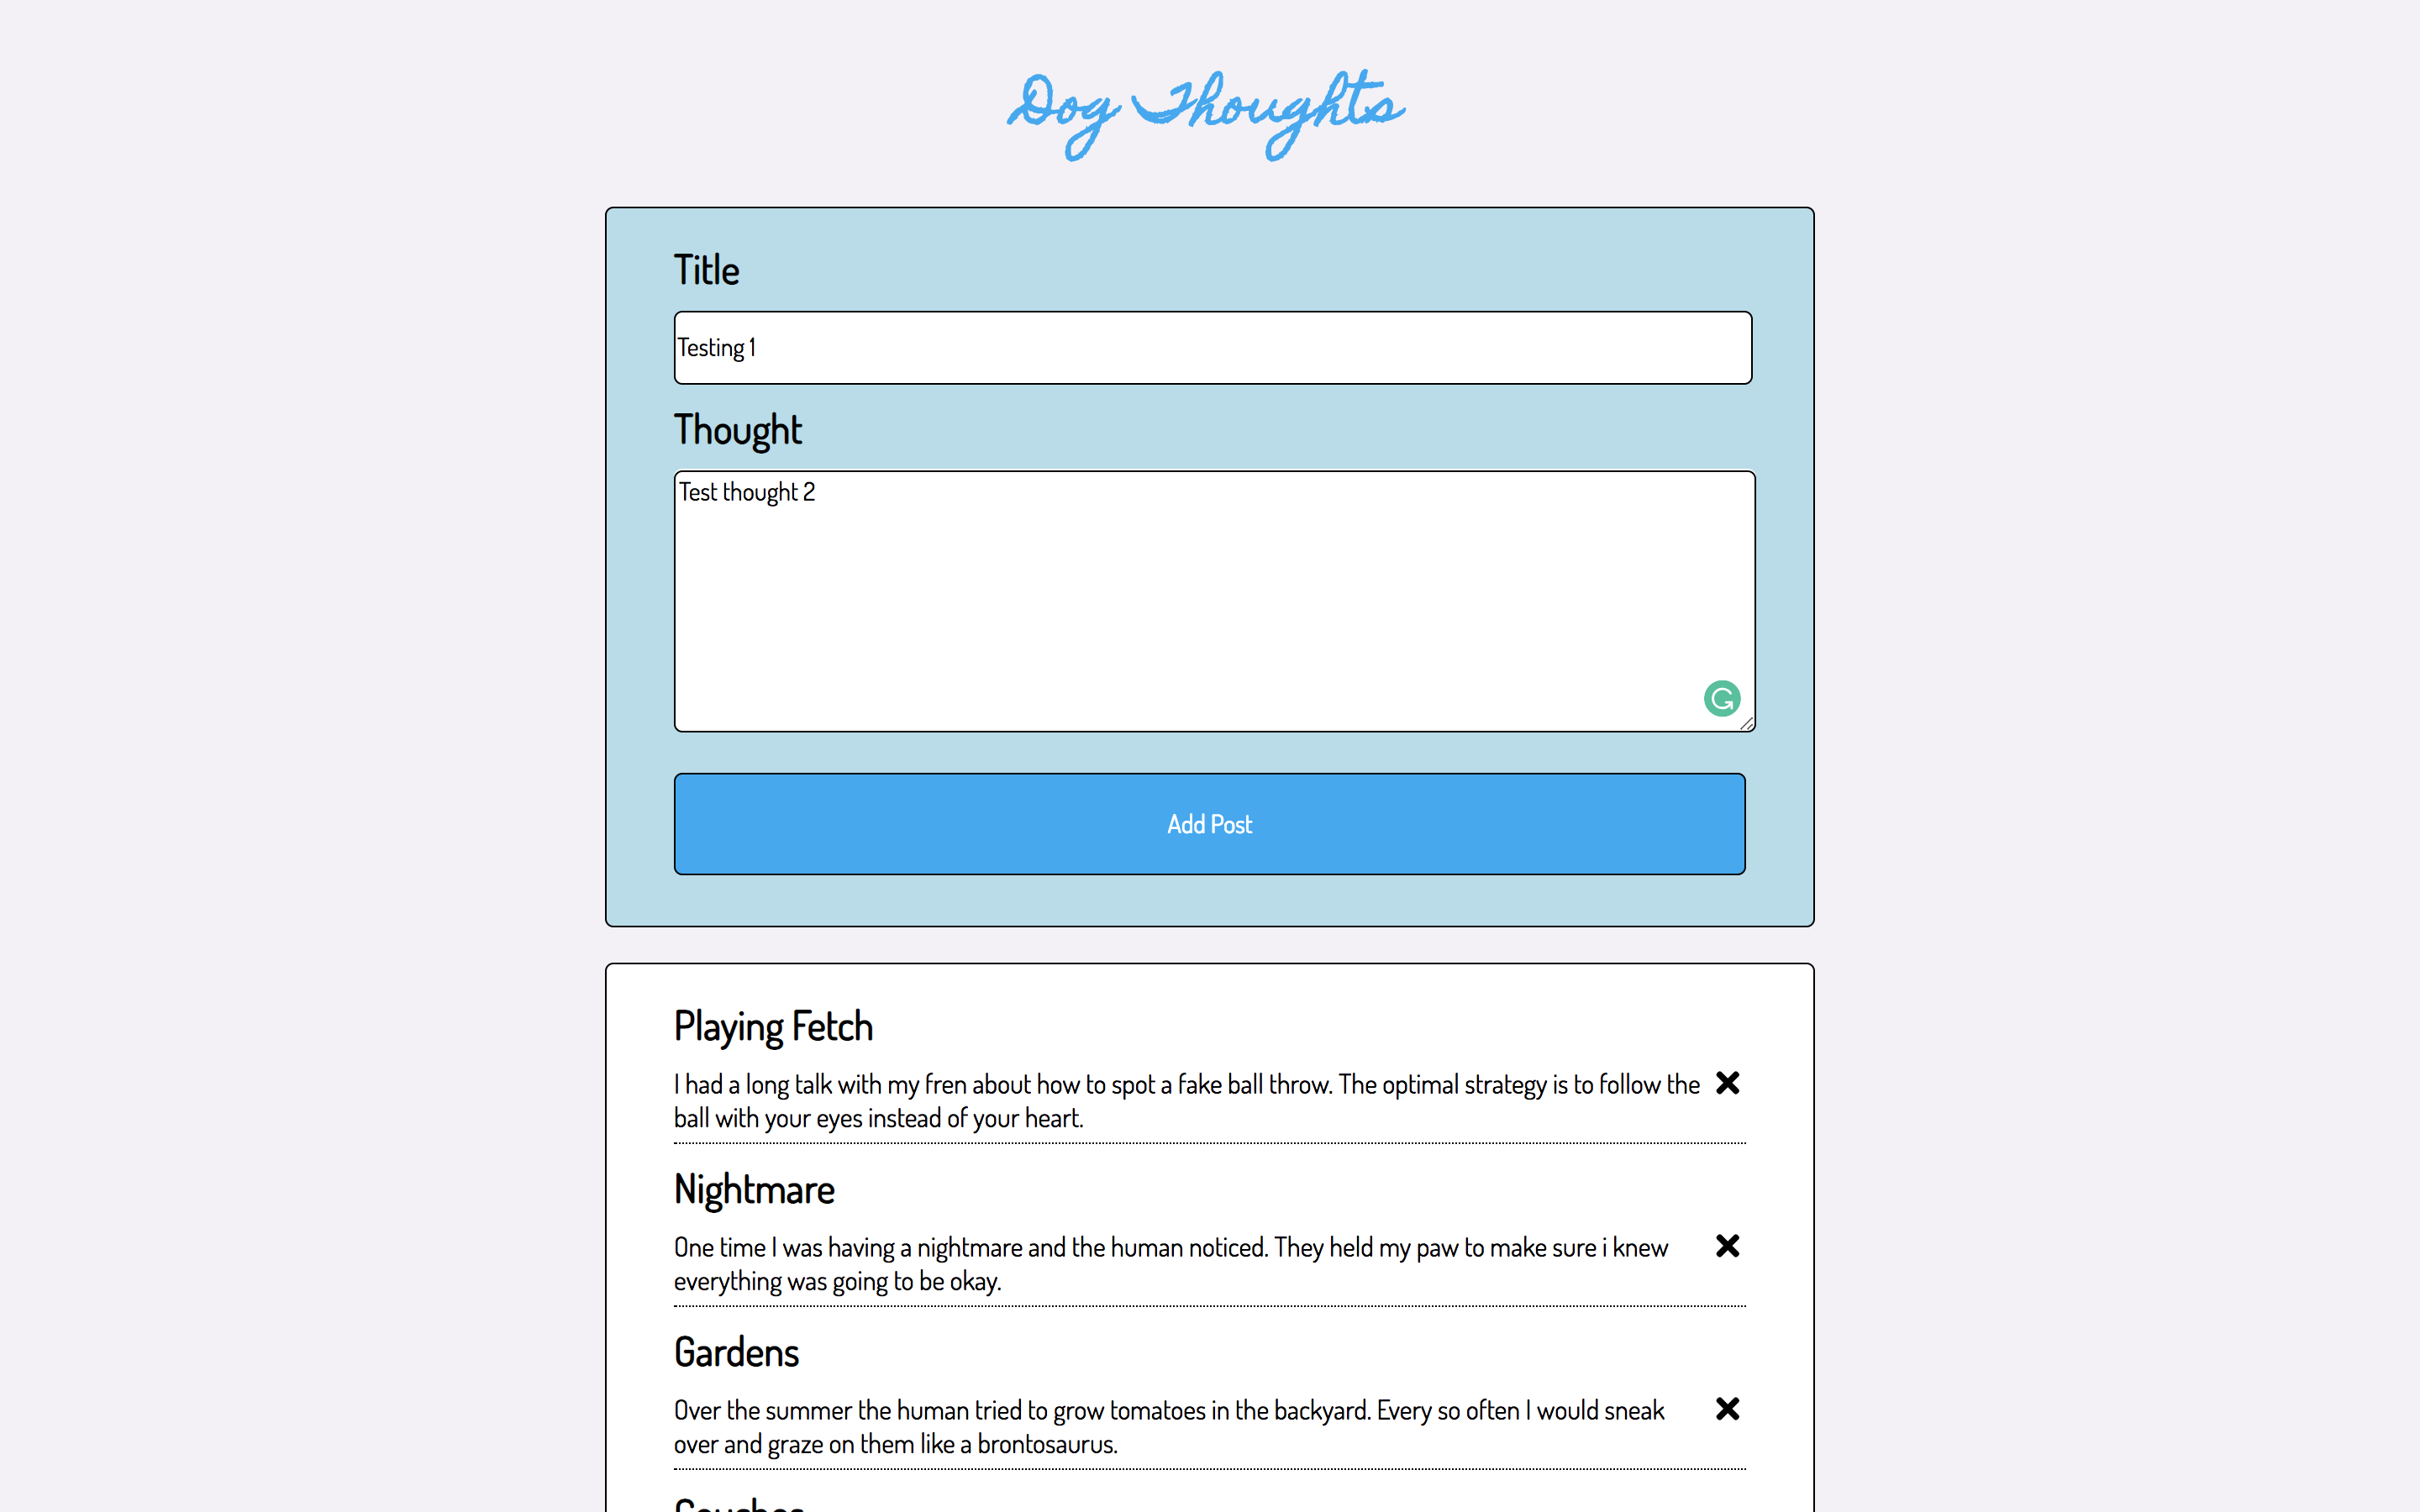 Dog Thoughts
Title
Testing 1
Thought
Test thought 2
Add Post
Playing Fetch
I had a long talk with my fren about how to spot a fake ball throw. The optimal strategy is to follow the
ball with your eyes instead of your heart.
Nightmare
One time I was having a nightmare and the human noticed. They held my paw to make sure i knew
everything was going to be okay.
Gardens
Over the summer the human tried to grow tomatoes in the backyard. Every so often I would sneak
over and graze on them like a brontosaurus.